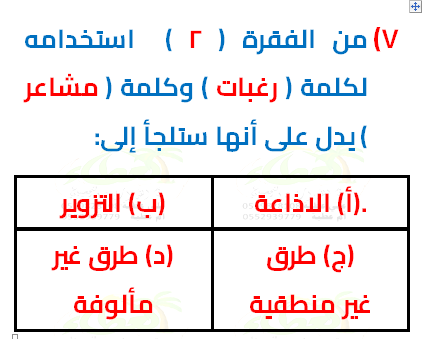 ٧) من الفقرة ( ٢ ) استخدامه
لكلمة ( رغبات ) وكلمة ( مشاعر
) يدل على أنها ستلجأ إلى:
.(أ) الاذاعة
(ب) التزوير
(ج) طرق
غير منطقية
(د) طرق غير
مألوفة